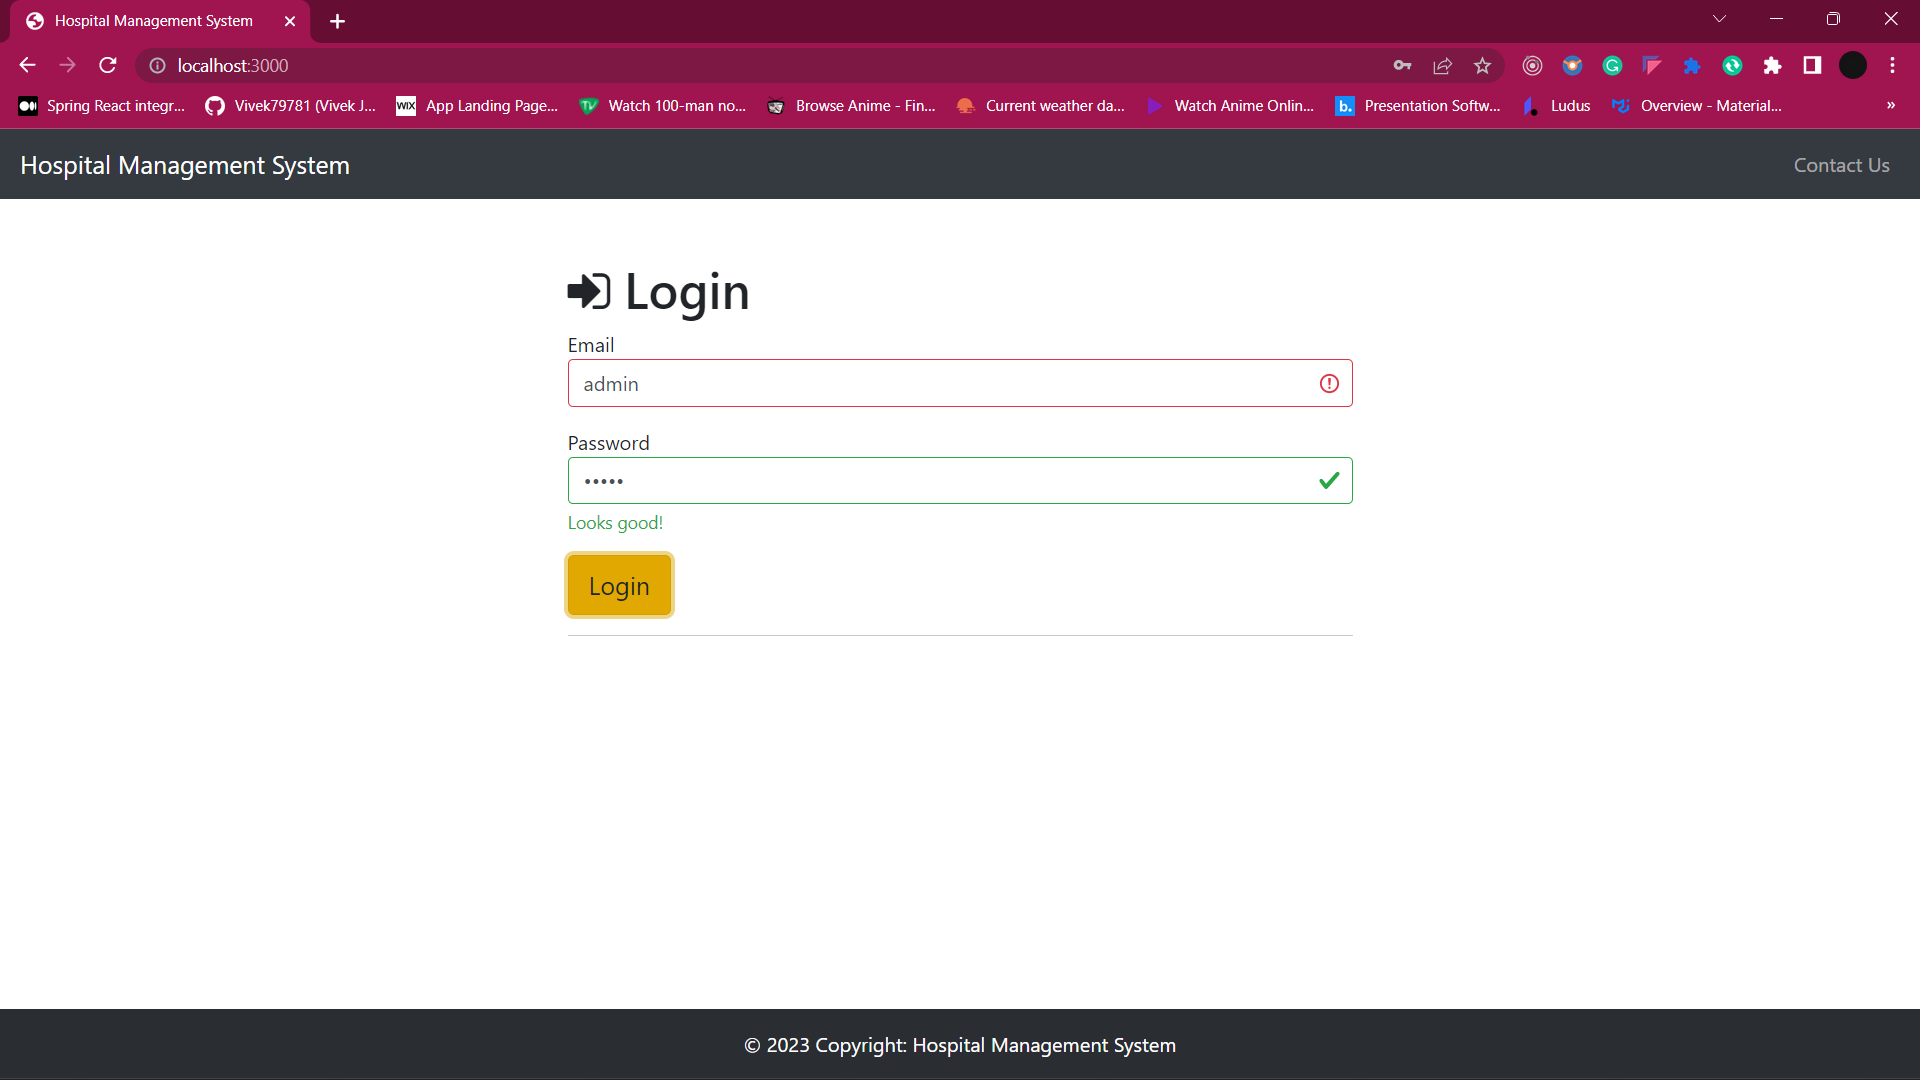 Hospital Management System
localhost:3000
Spring React integr...
Vivek79781 (Vivek J...
WIX App Landing Page...
TV Watch 100-man no...
Browse Anime - Fin...
Current weather da...
Watch Anime Onlin...
b. Presentation Softw...
Ludus
Overview - Material...
»
Hospital Management System
Contact Us
Login
Email
admin
Password
•••••
Looks good!
Login
© 2023 Copyright: Hospital Management System